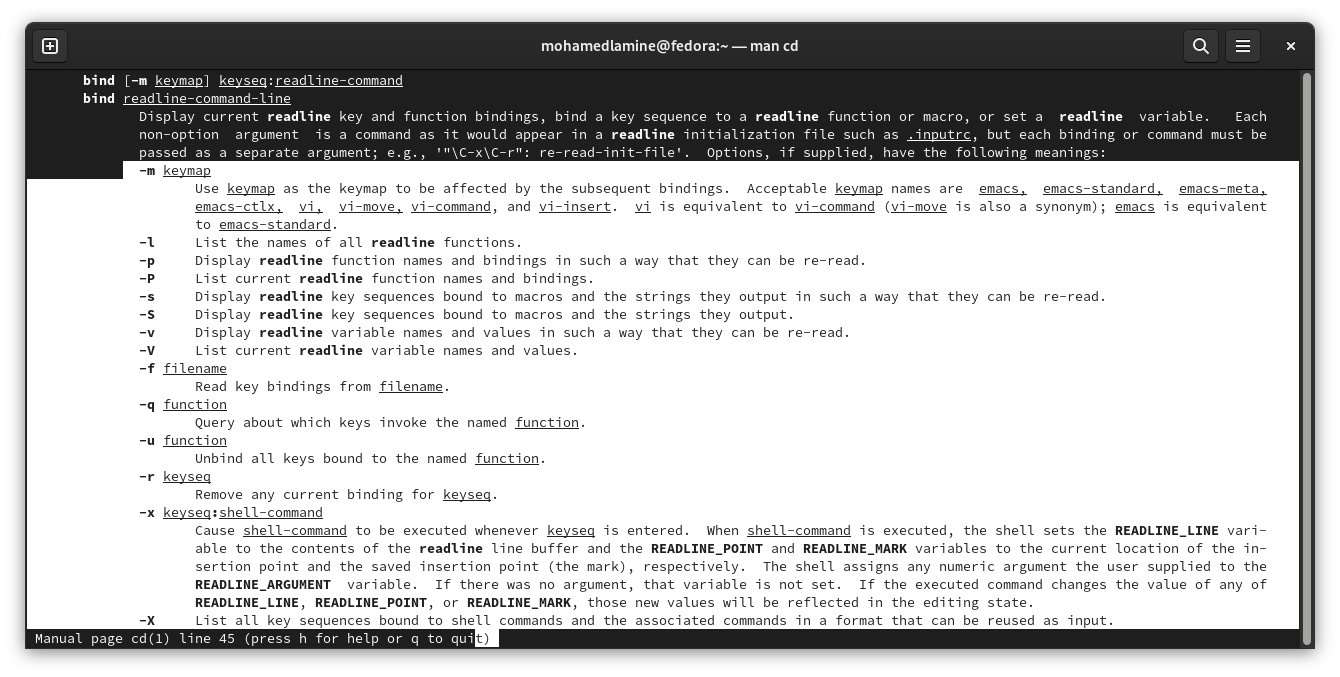 mohamedlamine@fedora:~ — man cd
bind [-m keymap] keyseq:readline-command
bind readline-command-line
Display current readline key and function bindings, bind a key sequence to a readline function or macro, or set a readline variable. Each
non-option argument is a command as it would appear in a readline initialization file such as .inputrc, but each binding or command must be
passed as a separate argument; e.g., '"\C-x\C-r": re-read-init-file'. Options, if supplied, have the following meanings:
-m keymap
Use keymap as the keymap to be affected by the subsequent bindings. Acceptable keymap names are emacs, emacs-standard, emacs-meta,
emacs-ctlx, vi, vi-move, vi-command, and vi-insert. vi is equivalent to vi-command (vi-move is also a synonym); emacs is equivalent
to emacs-standard.
-l List the names of all readline functions.
-p Display readline function names and bindings in such a way that they can be re-read.
-P List current readline function names and bindings.
-s Display readline key sequences bound to macros and the strings they output in such a way that they can be re-read.
-S Display readline key sequences bound to macros and the strings they output.
-v Display readline variable names and values in such a way that they can be re-read.
-V List current readline variable names and values.
-f filename
Read key bindings from filename.
-q function
Query about which keys invoke the named function.
-u function
Unbind all keys bound to the named function.
-r keyseq
Remove any current binding for keyseq.
-x keyseq:shell-command
Cause shell-command to be executed whenever keyseq is entered. When shell-command is executed, the shell sets the READLINE_LINE vari-
able to the contents of the readline line buffer and the READLINE_POINT and READLINE_MARK variables to the current location of the in-
sertion point and the saved insertion point (the mark), respectively. The shell assigns any numeric argument the user supplied to the
READLINE_ARGUMENT variable. If there was no argument, that variable is not set. If the executed command changes the value of any of
READLINE_LINE, READLINE_POINT, or READLINE_MARK, those new values will be reflected in the editing state.
-X List all key sequences bound to shell commands and the associated commands in a format that can be reused as input.
Manual page cd(1) line 45 (press h for help or q to quit)